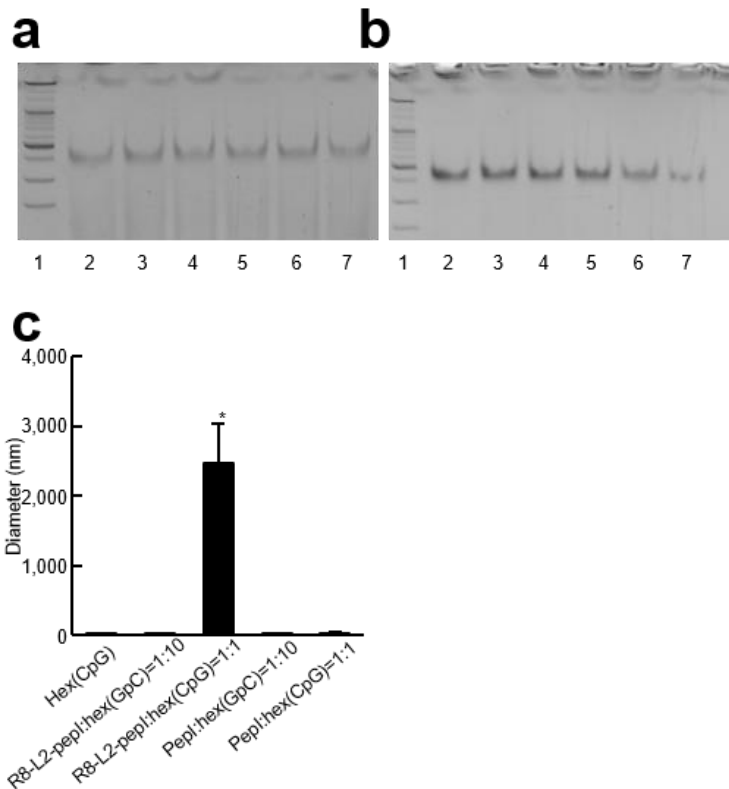 a
b
1 2 3 4 5 6 7
1 2 3 4 5 6 7
c
4,000
3,000
2,000
1,000
0
Diameter (nm)
*
Hex(CpG)
R8-L2-pepI:hex(GpC)=1:10
R8-L2-pepI:hex(CpG)=1:1
PepI:hex(GpC)=1:10
PepI:hex(CpG)=1:1